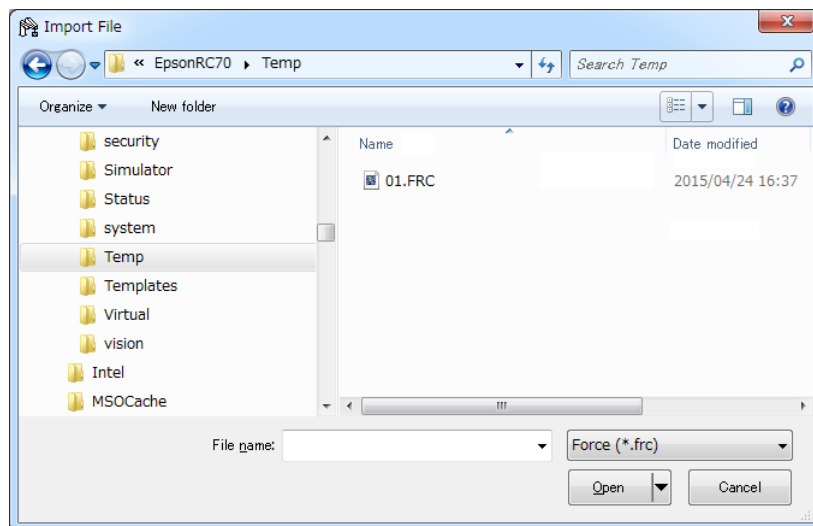 Import File
« EpsonRC70 ▸ Temp
Search Temp
Organize ▾ New folder
security
Simulator
Status
system
Temp
Templates
Virtual
vision
Intel
MSOCache
Name Date modified
01.FRC 2015/04/24 16:37
File name: Force (*.frc)
Open Cancel